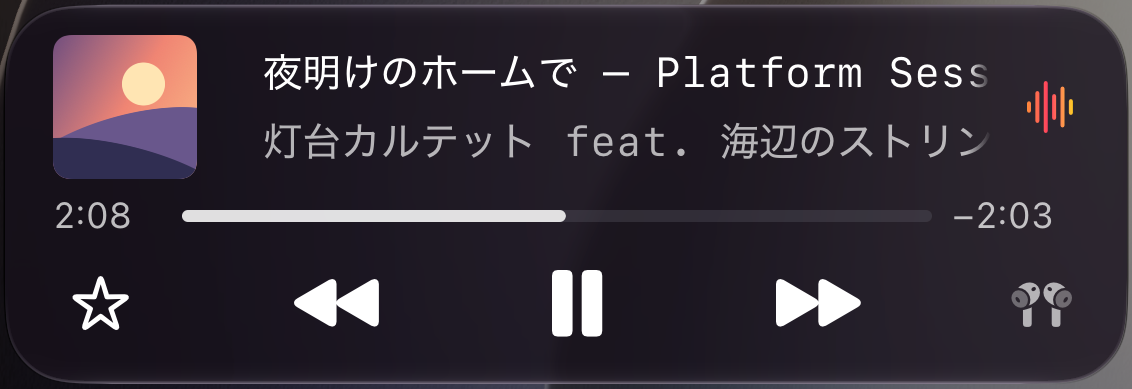 夜明けのホームで — Platform Sess
灯台カルテット feat. 海辺のストリン
2:08 −2:03